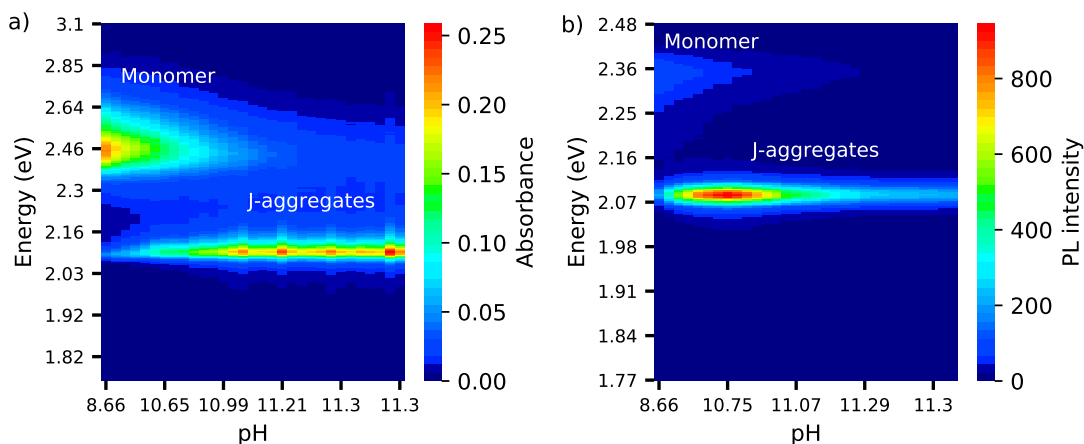 a)
3.1
2.85
2.64
2.46
2.3
2.16
2.03
1.92
1.82
Energy (eV)
Monomer
J-aggregates
8.66 10.65 10.99 11.21 11.3 11.3
pH
0.25
0.20
0.15
0.10
0.05
0.00
Absorbance
b)
2.48
2.36
2.25
2.16
2.07
1.98
1.91
1.84
1.77
Energy (eV)
Monomer
J-aggregates
8.66 10.75 11.07 11.29 11.3
pH
800
600
400
200
0
PL intensity